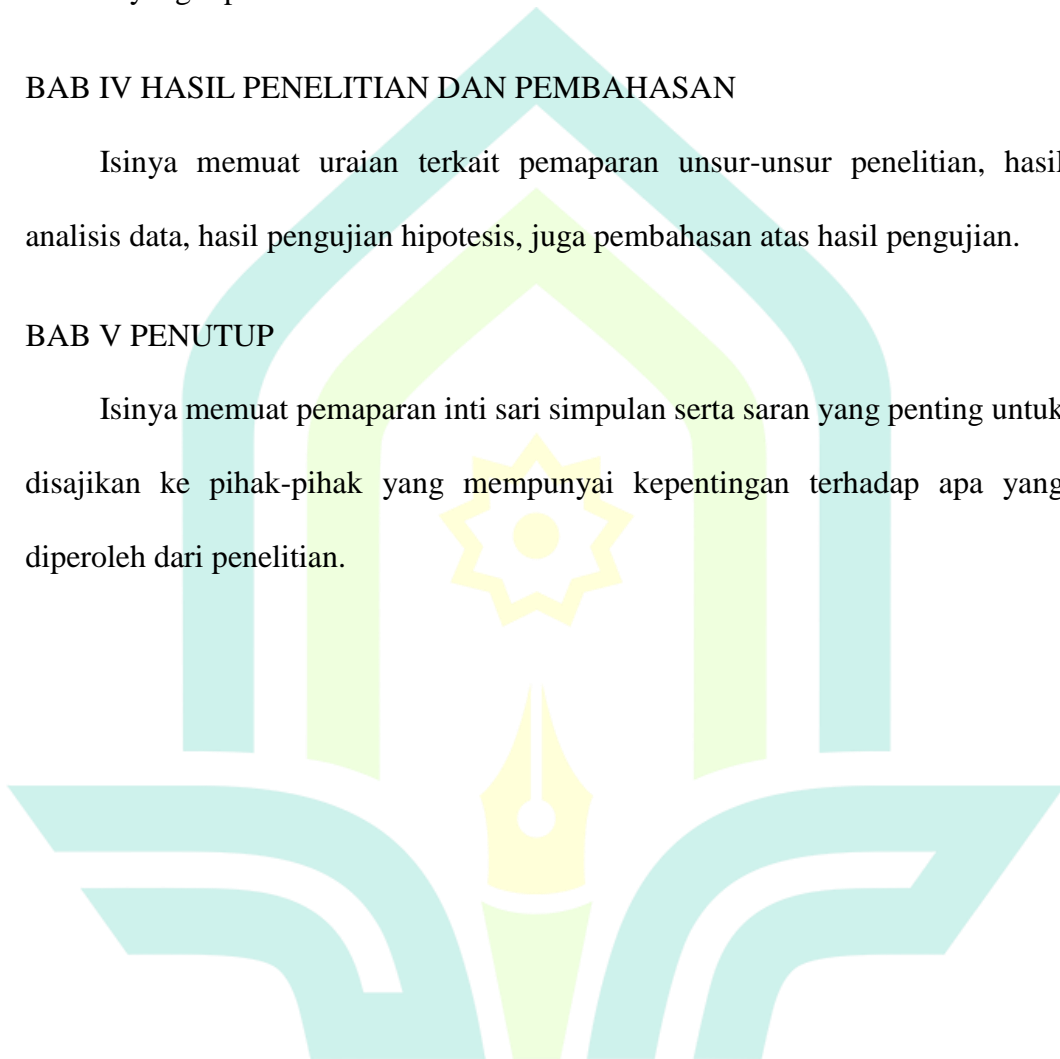 BAB IV HASIL PENELITIAN DAN PEMBAHASAN
Isinya memuat uraian terkait pemaparan unsur-unsur penelitian, hasil
analisis data, hasil pengujian hipotesis, juga pembahasan atas hasil pengujian.
BAB V PENUTUP
Isinya memuat pemaparan inti sari simpulan serta saran yang penting untuk
disajikan ke pihak-pihak yang mempunyai kepentingan terhadap apa yang
diperoleh dari penelitian.